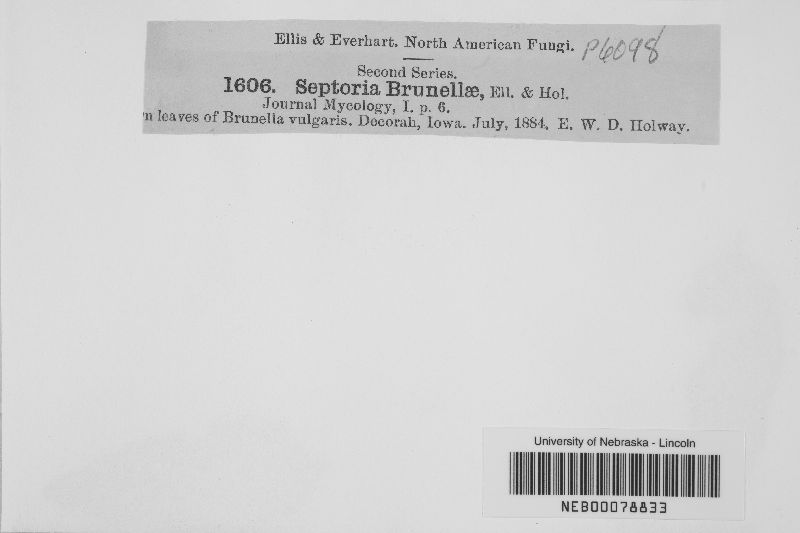 Ellis & Everhart. North American Fungi. P6098
Second Series.
1606. Septoria Brunellæ, Ell. & Hol.
Journal Mycology, I. p. 6.
n leaves of Brunella vulgaris. Decorah, Iowa. July, 1884. E. W. D. Holway.
University of Nebraska - Lincoln
NEB00078833